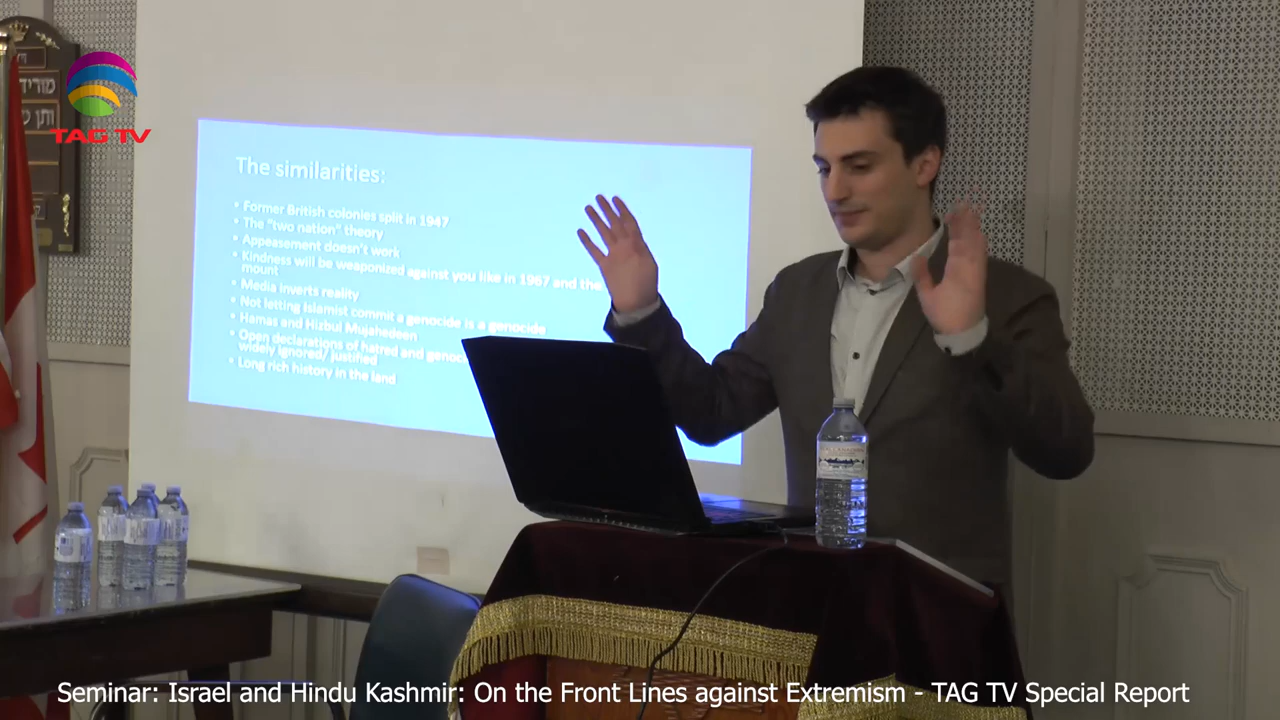 TAG TV
מוריד
ותן ט
The similarities:
• Former British colonies split in 1947
• The "two nation" theory
• Appeasement doesn't work
• Kindness will be weaponized against you like in 1967 and the
mount
• Media inverts reality
• Not letting Islamist commit a genocide is a genocide
• Hamas and Hizbul Mujahedeen
• Open declarations of hatred and genoc
widely ignored/ justified
• Long rich history in the land
Seminar: Israel and Hindu Kashmir: On the Front Lines against Extremism - TAG TV Special Report